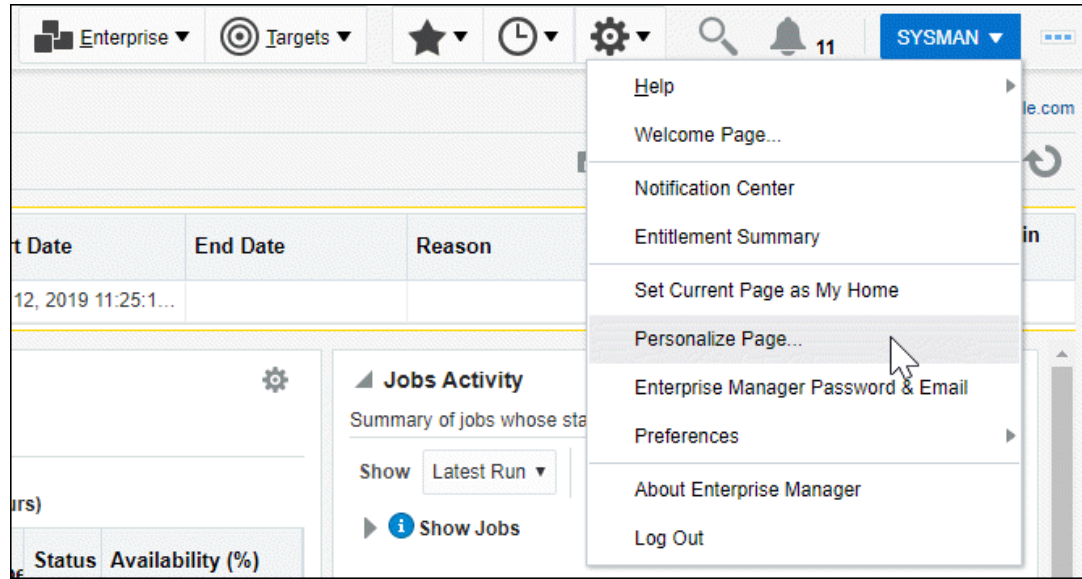 Enterprise ▼ Targets ▼ 11 SYSMAN ▼
Help
le.com
Welcome Page...
Notification Center
Entitlement Summary
t Date End Date Reason in
Set Current Page as My Home
12, 2019 11:25:1...
Personalize Page...
Jobs Activity
Enterprise Manager Password & Email
Summary of jobs whose sta
Preferences
Show Latest Run ▼
About Enterprise Manager
urs)
Show Jobs
Log Out
Status Availability (%)